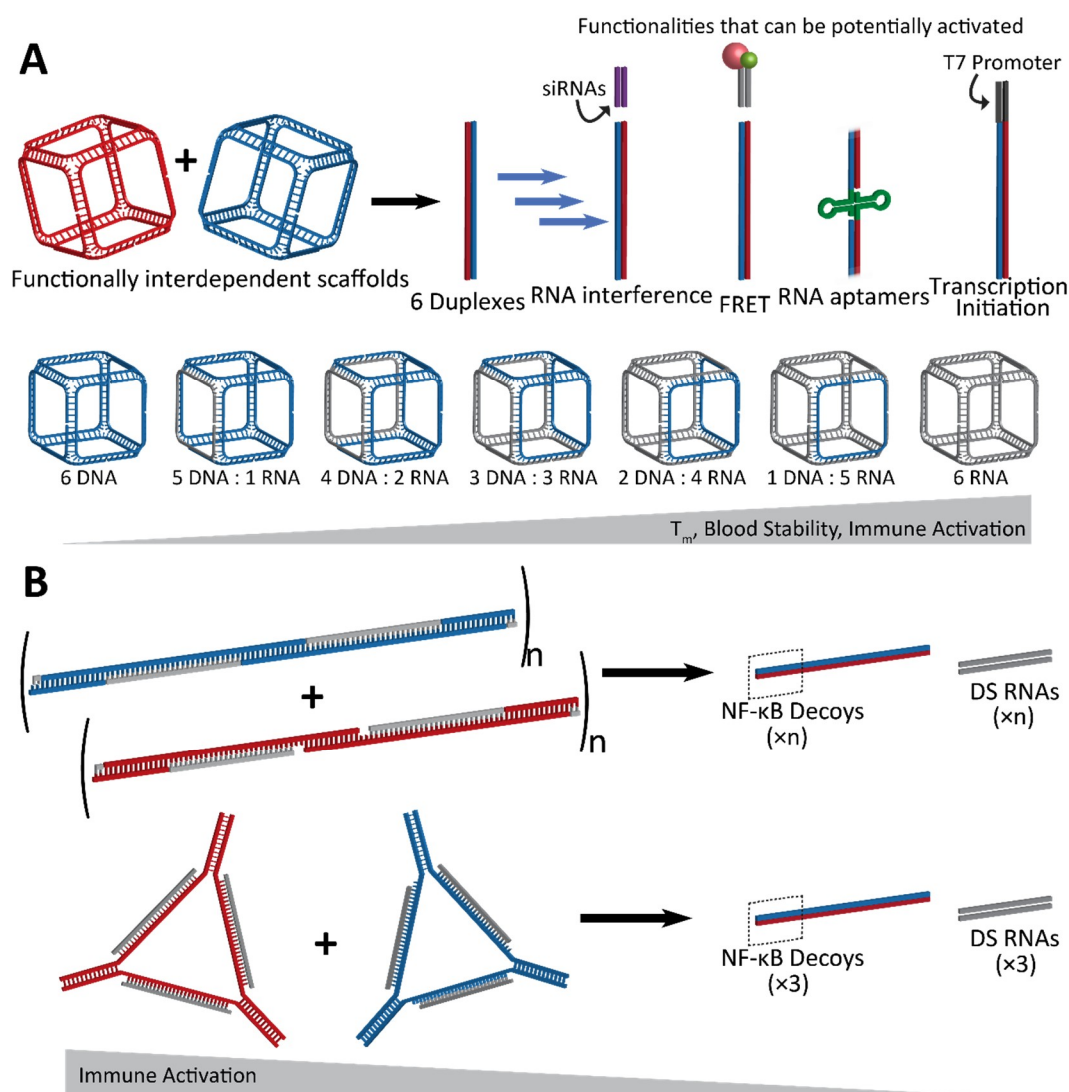 A
Functionalities that can be potentially activated
siRNAs
T7 Promoter
+
Functionally interdependent scaffolds
6 Duplexes
RNA interference
FRET
RNA aptamers
Transcription
Initiation
6 DNA
5 DNA : 1 RNA
4 DNA : 2 RNA
3 DNA : 3 RNA
2 DNA : 4 RNA
1 DNA : 5 RNA
6 RNA
Tm, Blood Stability, Immune Activation
B
n
+
n
NF-κB Decoys
(×n)
DS RNAs
(×n)
+
NF-κB Decoys
(×3)
DS RNAs
(×3)
Immune Activation